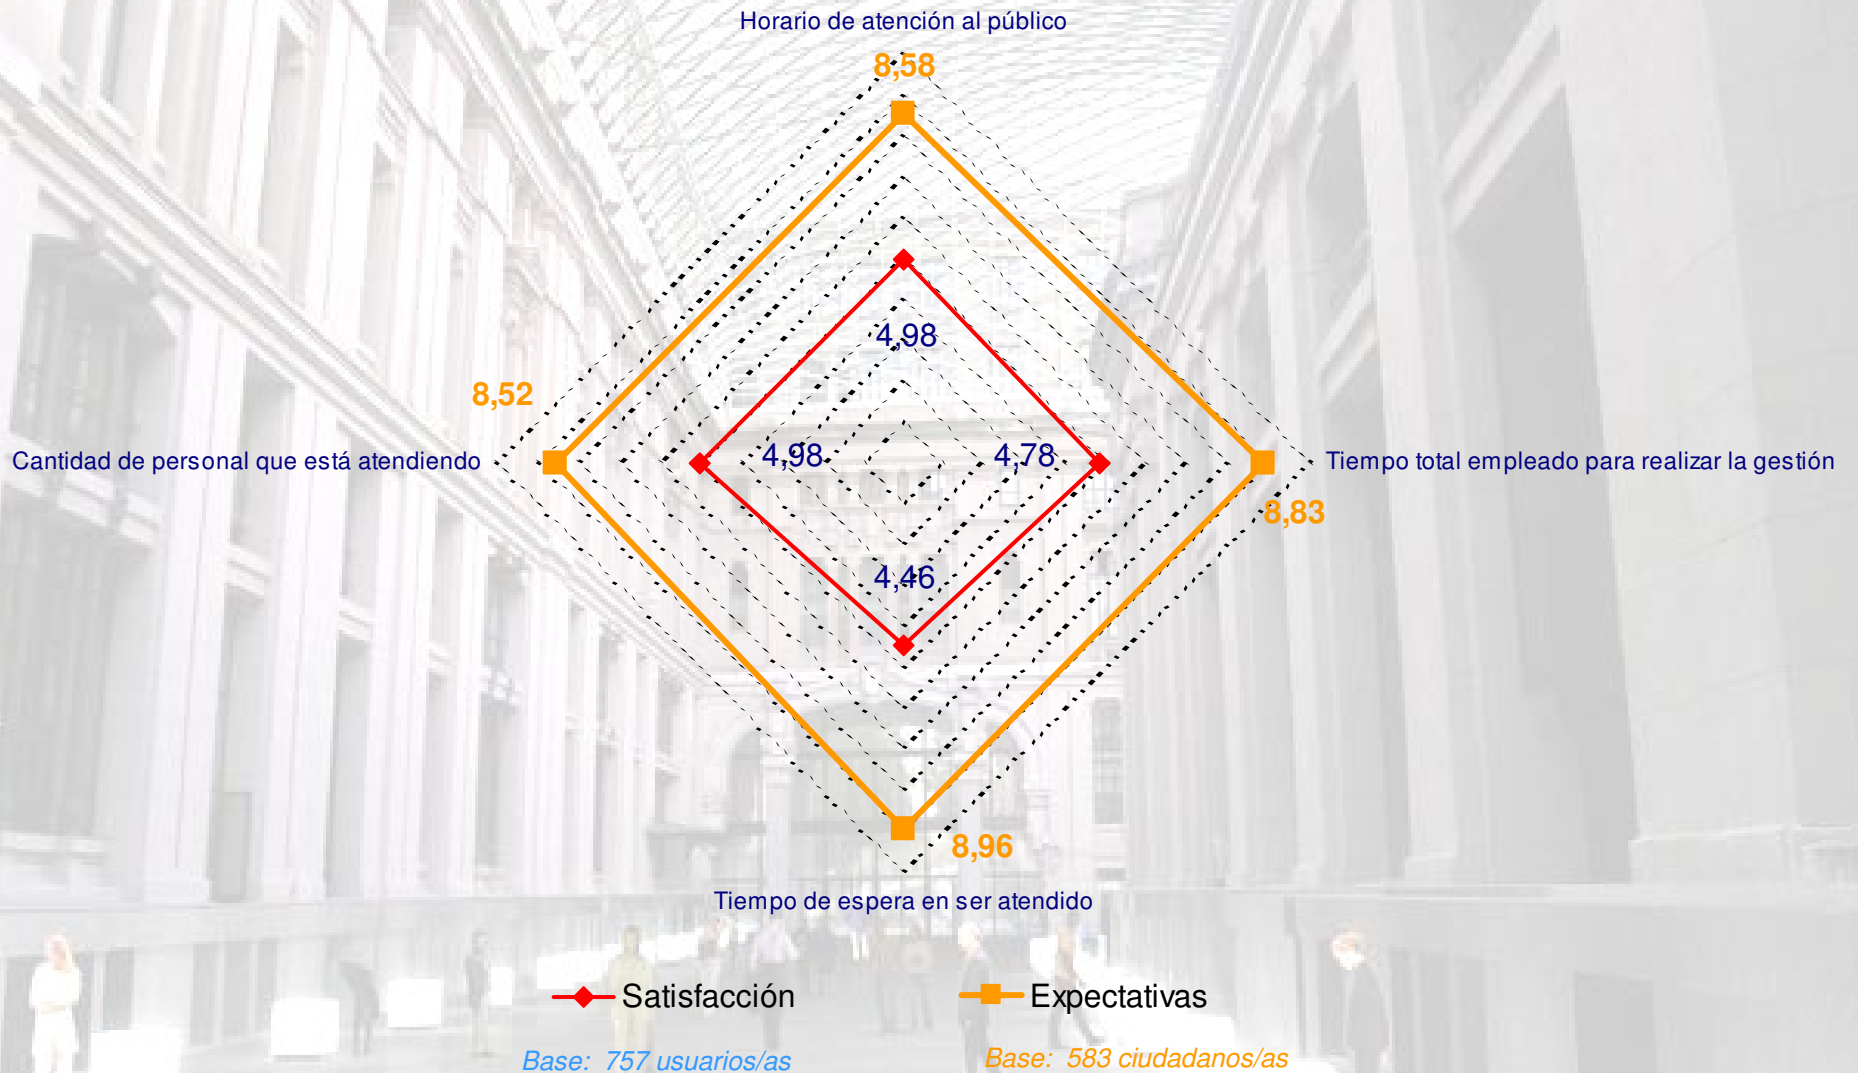 Horario de atención al público
8,58
4,98
8,52
Cantidad de personal que está atendiendo
4,98
4,78
Tiempo total empleado para realizar la gestión
8,83
4,46
8,96
Tiempo de espera en ser atendido
Satisfacción
Expectativas
Base: 757 usuarios/as
Base: 583 ciudadanos/as